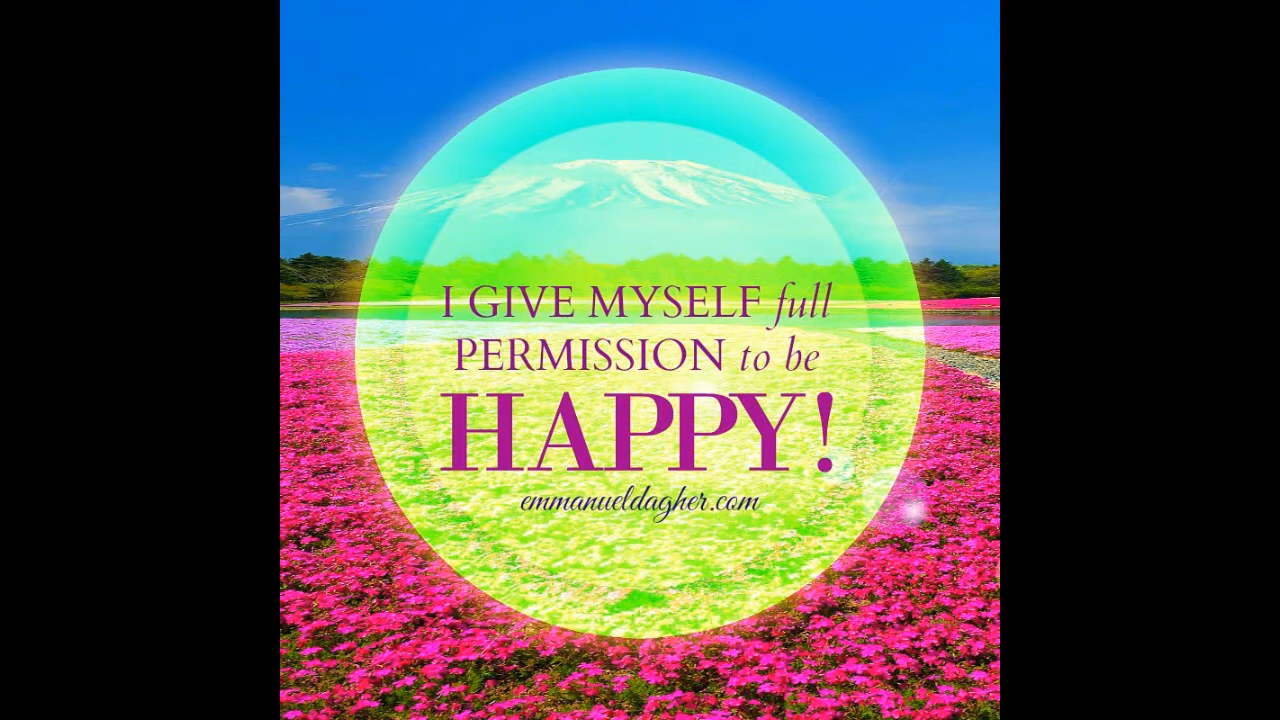 I GIVE MYSELF full
PERMISSION to be
HAPPY!
emmanueldagher.com